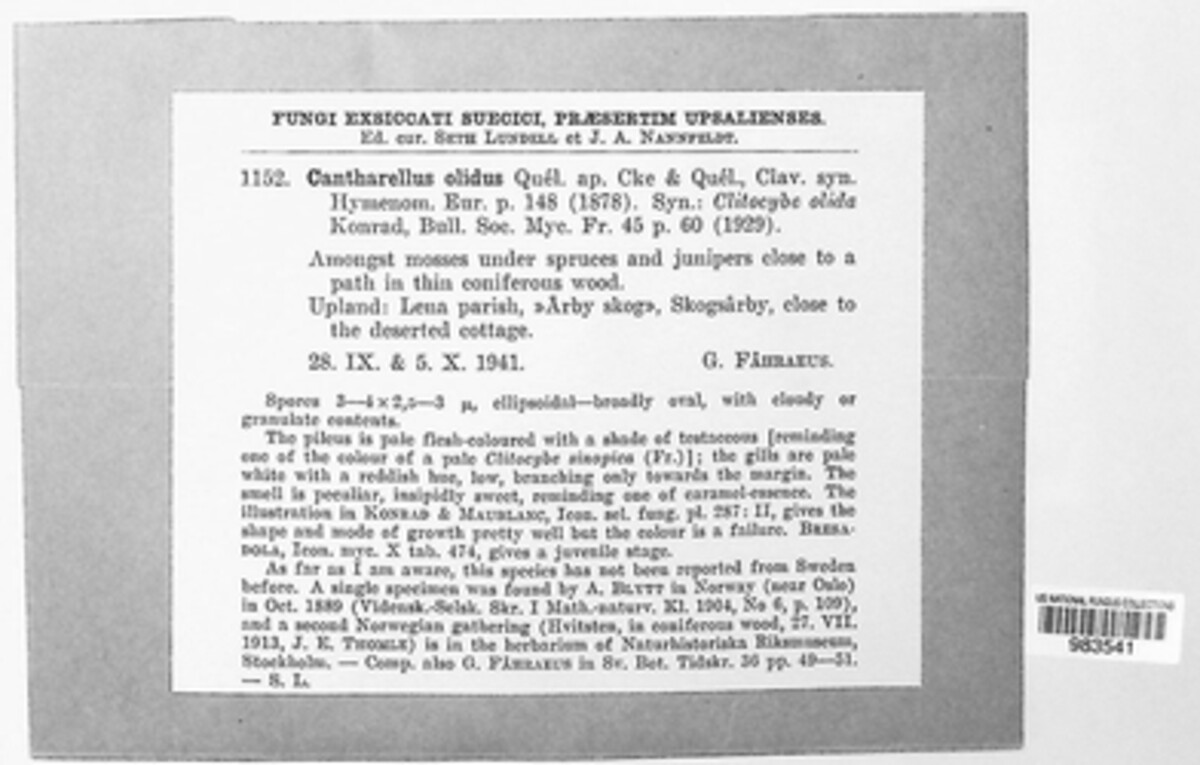 FUNGI EXSICCATI SUECICI, PRÆSERTIM UPSALIENSES.
Ed. cur. SETH LUNDELL et J. A. NANNFELDT.
1152. Cantharellus olidus Quél. ap. Cke & Quél., Clav. syn.
Hymenom. Eur. p. 148 (1878). Syn.: Clitocybe olida
Konrad, Bull. Soc. Myc. Fr. 45 p. 60 (1929).
Amongst mosses under spruces and junipers close to a
path in thin coniferous wood.
Upland: Lena parish, »Årby skog», Skogsårby, close to
the deserted cottage.
28. IX. & 5. X. 1941. G. FÅHRAEUS.
Spores 3—4 × 2,5—3 μ, ellipsoidal—broadly oval, with cloudy or
granulate contents.
The pileus is pale flesh-coloured with a shade of testaceous [reminding
one of the colour of a pale Clitocybe sinopica (Fr.)]; the gills are pale
white with a reddish hue, low, branching only towards the margin. The
smell is peculiar, insipidly sweet, reminding one of caramel-essence. The
illustration in KONRAD & MAUBLANC, Icon. sel. fung. pl. 287: II, gives the
shape and mode of growth pretty well but the colour is a failure. BRESA-
DOLA, Icon. myc. X tab. 474, gives a juvenile stage.
As far as I am aware, this species has not been reported from Sweden
before. A single specimen was found by A. BLYTT in Norway (near Oslo)
in Oct. 1889 (Vidensk.-Selsk. Skr. I Math.-naturv. Kl. 1904, No 6, p. 109),
and a second Norwegian gathering (Hvitsten, in coniferous wood, 27. VII.
1913, J. E. THOMLE) is in the herbarium of Naturhistoriska Riksmuseum,
Stockholm. — Comp. also G. FÅHRAEUS in Sv. Bot. Tidskr. 36 pp. 49—51.
— S. L.
US NATIONAL FUNGUS COLLECTIONS
983541